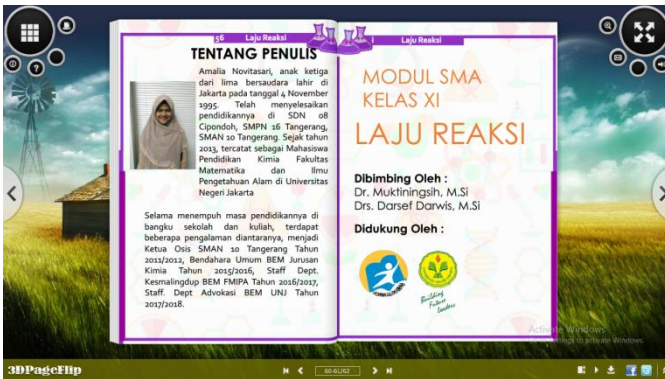 56 Laju Reaksi
TENTANG PENULIS
Amalia Novitasari, anak ketiga
dari lima bersaudara lahir di
Jakarta pada tanggal 4 November
1995. Telah menyelesaikan
pendidikannya di SDN 08
Cipondoh, SMPN 16 Tangerang,
SMAN 10 Tangerang. Sejak tahun
2013, tercatat sebagai Mahasiswa
Pendidikan Kimia Fakultas
Matematika dan Ilmu
Pengetahuan Alam di Universitas
Negeri Jakarta
Selama menempuh masa pendidikannya di
bangku sekolah dan kuliah, terdapat
beberapa pengalaman diantaranya, menjadi
Ketua Osis SMAN 10 Tangerang Tahun
2011/2012, Bendahara Umum BEM Jurusan
Kimia Tahun 2015/2016, Staff Dept.
Kesmalingdup BEM FMIPA Tahun 2016/2017,
Staff. Dept Advokasi BEM UNJ Tahun
2017/2018.
i Laju Reaksi
MODUL SMA
KELAS XI
LAJU REAKSI
Dibimbing Oleh :
Dr. Muktiningsih, M.Si
Drs. Darsef Darwis, M.Si
Didukung Oleh :
Building
Future
Leaders
Activate Windows
settings to activate Windows.
3DPageFlip
60-61/62